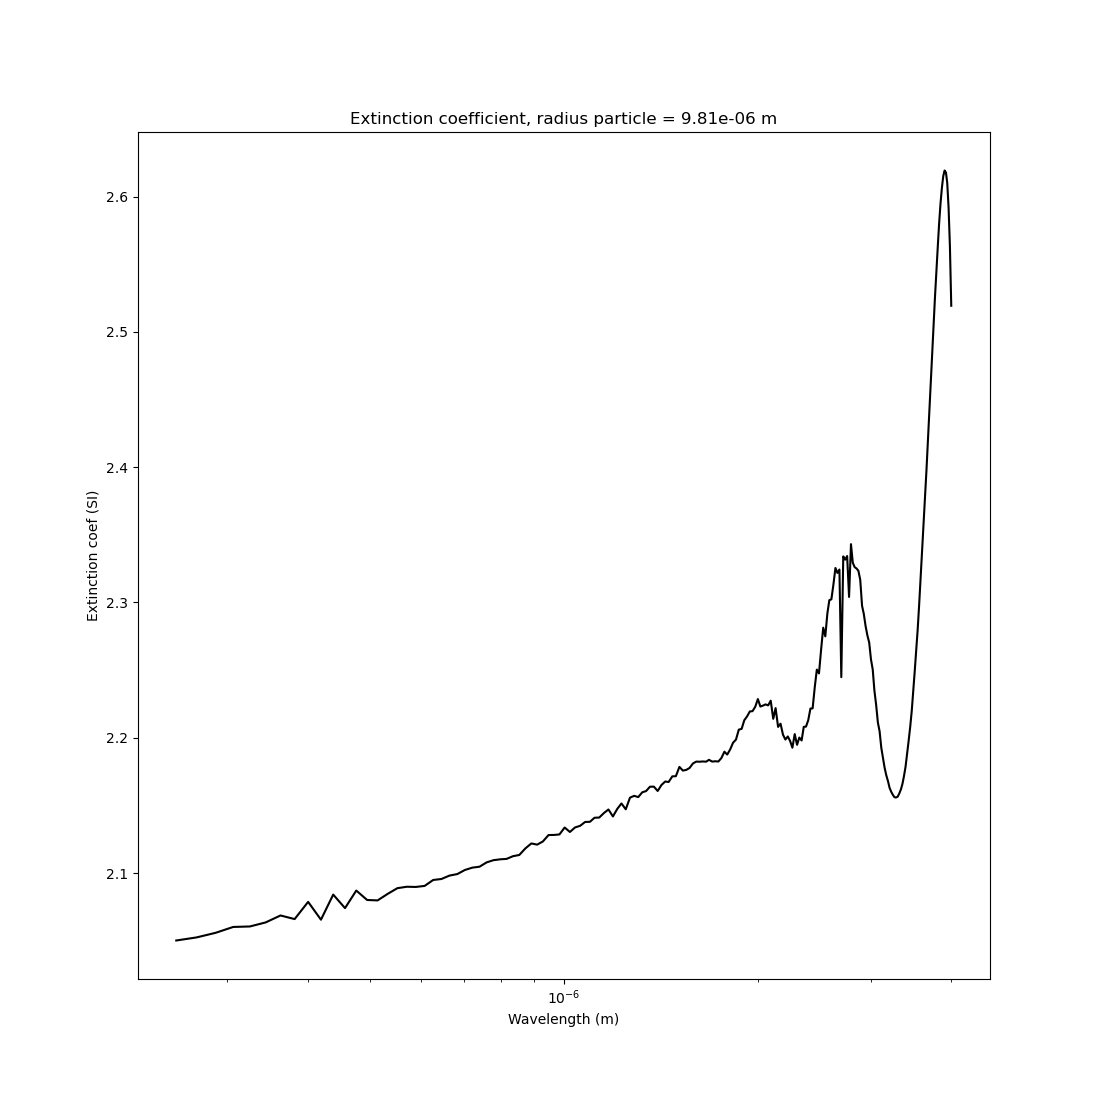 Extinction coefficient, radius particle = 9.81e-06 m
2.6
2.5
2.4
2.3
2.2
2.1
Extinction coef (SI)
10⁻⁶
Wavelength (m)